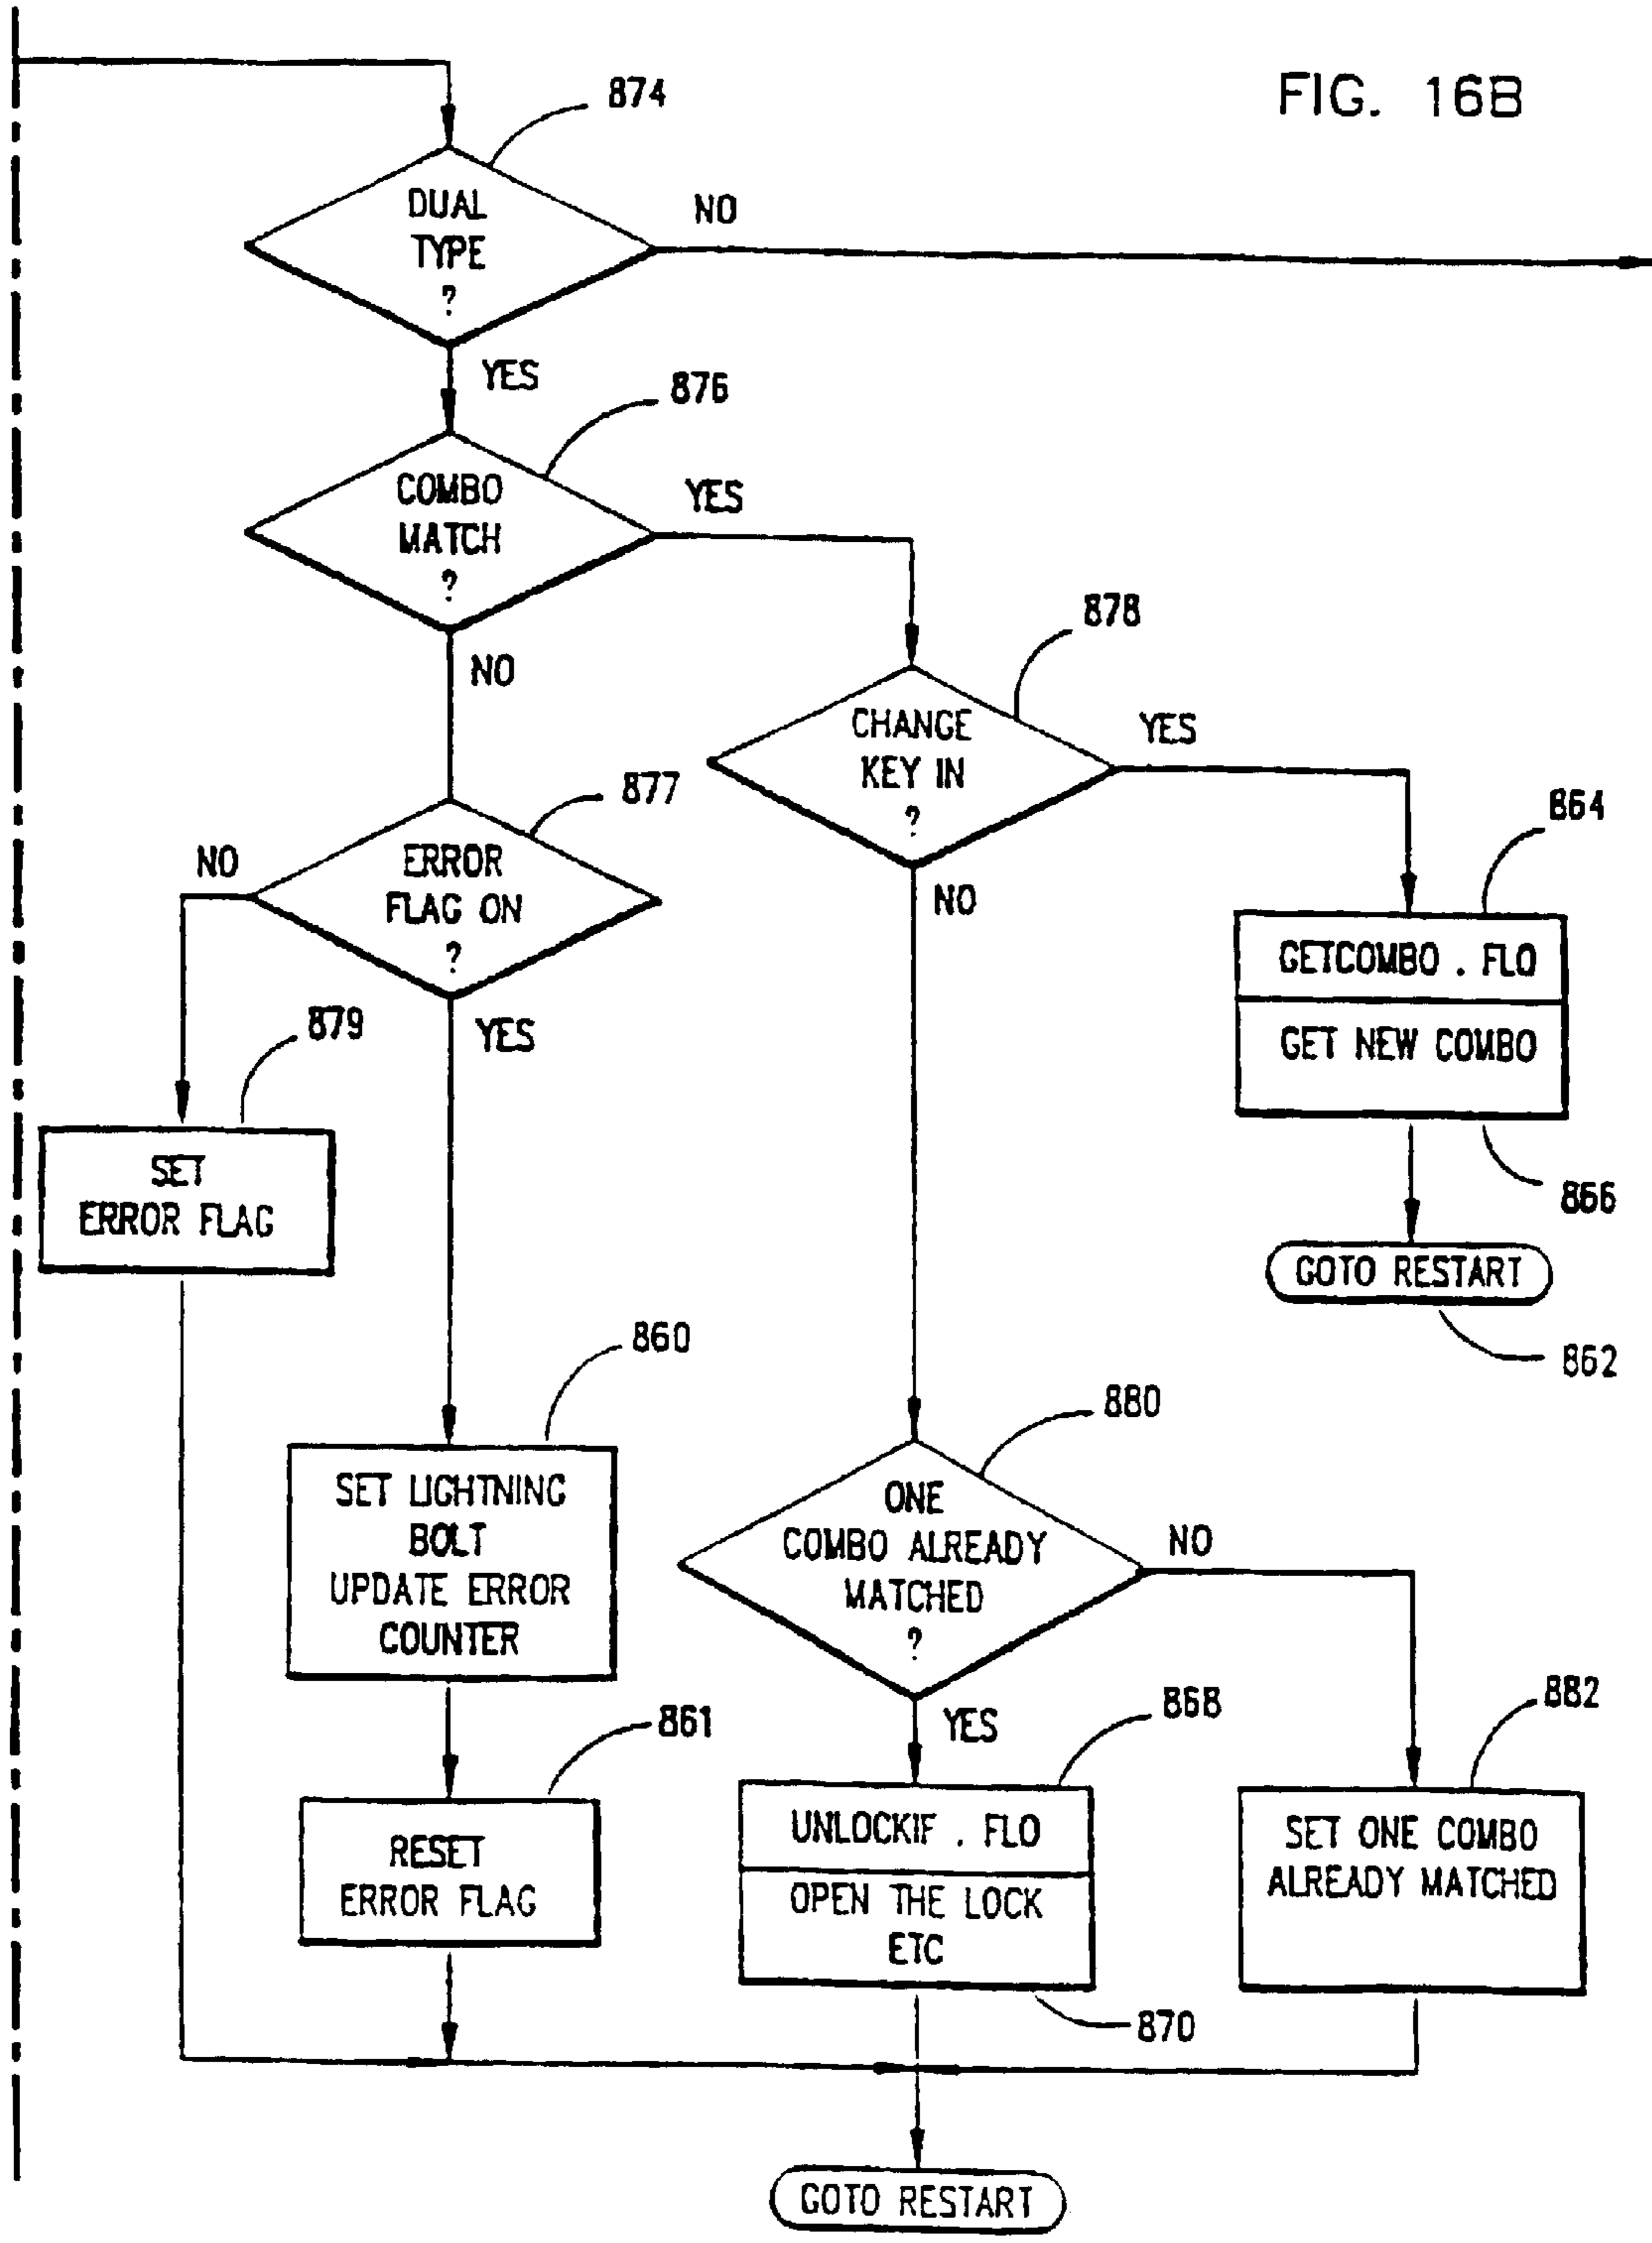 FIG. 16B
874
DUAL
TYPE
?
NO
YES
876
COMBO
MATCH
?
YES
NO
878
CHANGE
KEY IN
?
YES
NO
877
ERROR
FLAG ON
?
NO
YES
864
GETCOMBO . FLO
GET NEW COMBO
866
GOTO RESTART
862
879
SET
ERROR FLAG
860
SET LIGHTNING
BOLT
UPDATE ERROR
COUNTER
861
RESET
ERROR FLAG
880
ONE
COMBO ALREADY
MATCHED
?
NO
YES
868
UNLOCKIF . FLO
OPEN THE LOCK
ETC
870
882
SET ONE COMBO
ALREADY MATCHED
GOTO RESTART